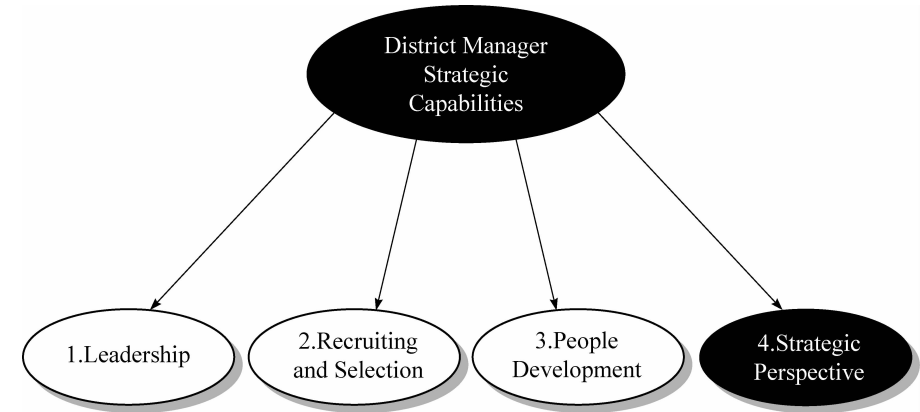 District Manager
Strategic
Capabilities
1.Leadership
2.Recruiting
and Selection
3.People
Development
4.Strategic
Perspective